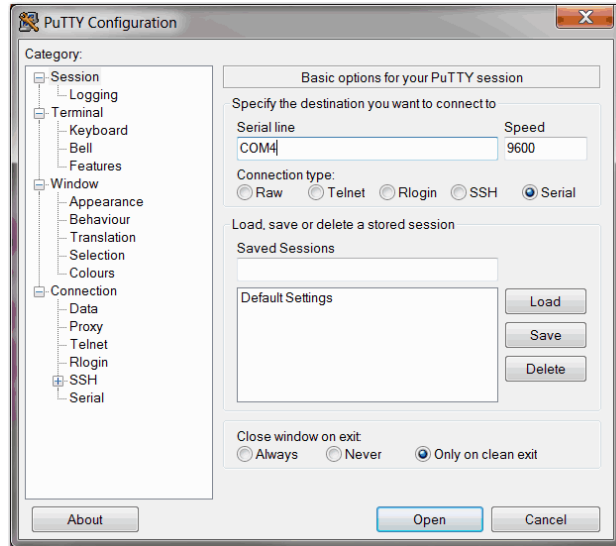 PuTTY Configuration
Category:
Session
Logging
Terminal
Keyboard
Bell
Features
Window
Appearance
Behaviour
Translation
Selection
Colours
Connection
Data
Proxy
Telnet
Rlogin
SSH
Serial
Basic options for your PuTTY session
Specify the destination you want to connect to
Serial line Speed
COM4 9600
Connection type:
Raw Telnet Rlogin SSH Serial
Load, save or delete a stored session
Saved Sessions
Default Settings
Load
Save
Delete
Close window on exit:
Always Never Only on clean exit
About Open Cancel